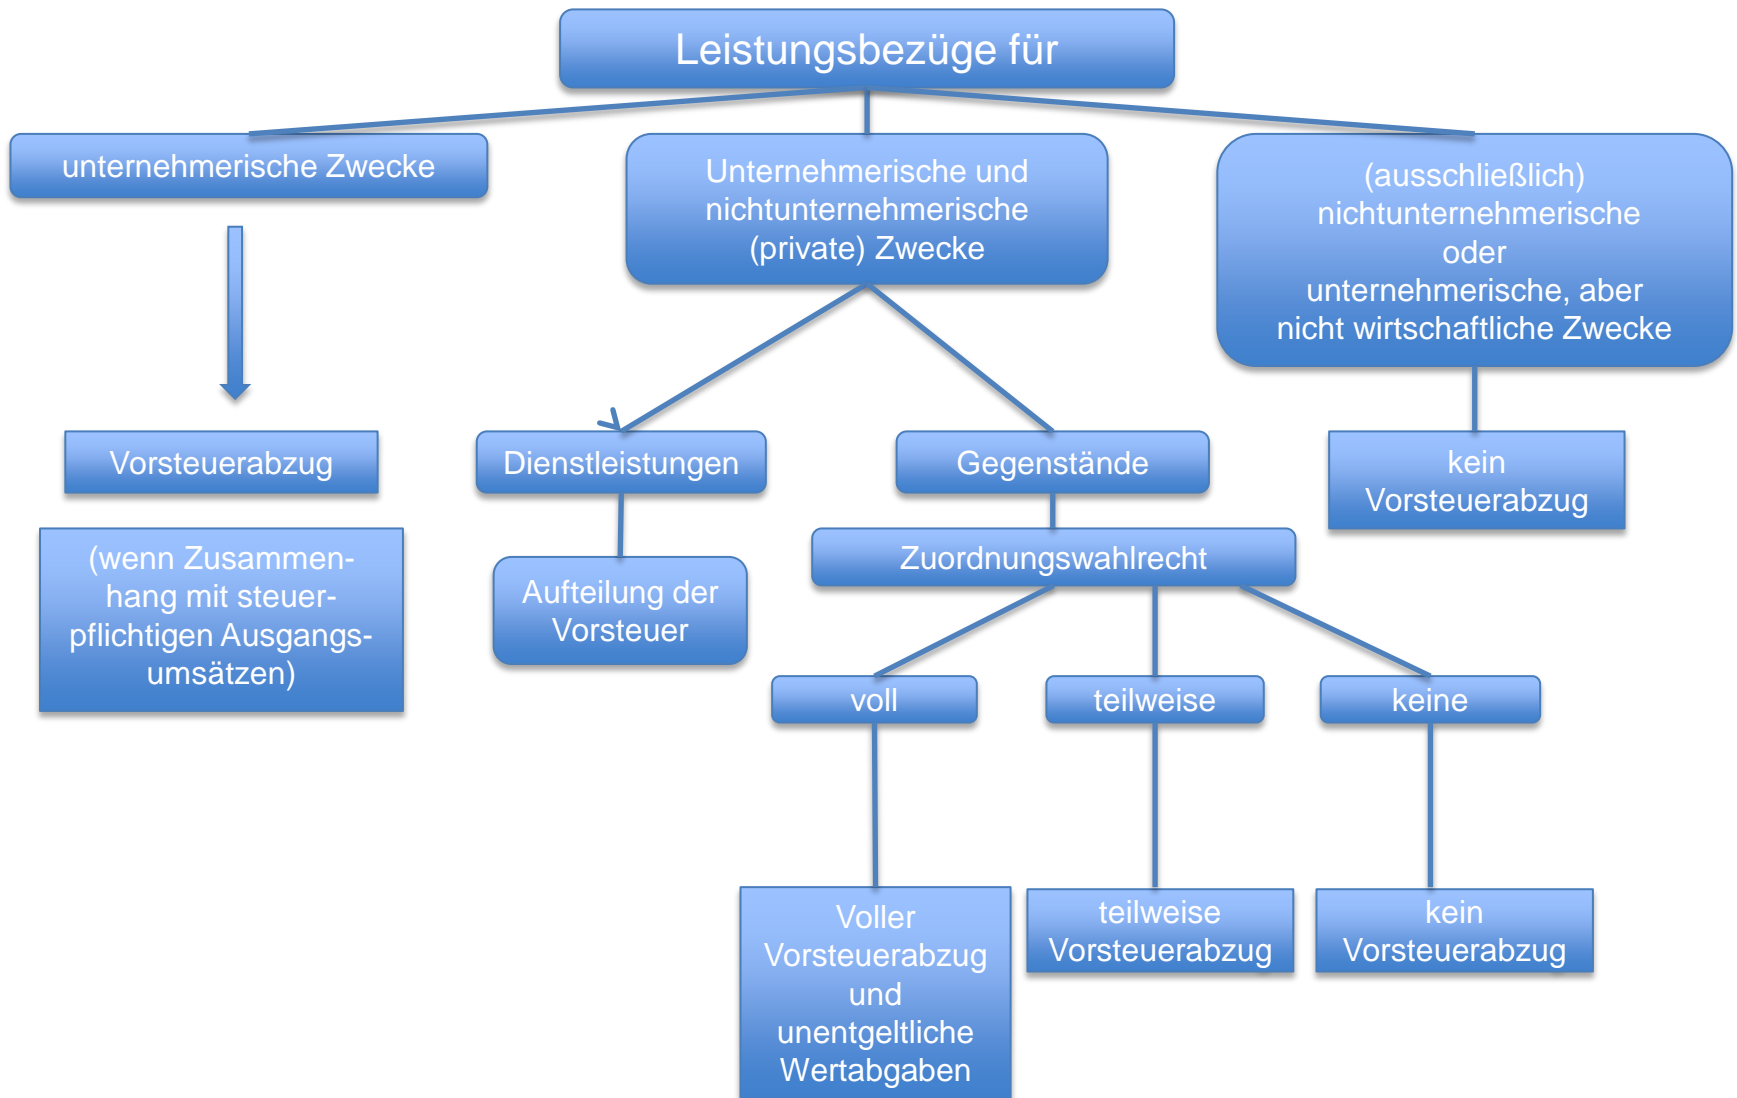 Leistungsbezüge für
unternehmerische Zwecke
Unternehmerische und
nichtunternehmerische
(private) Zwecke
(ausschließlich)
nichtunternehmerische
oder
unternehmerische, aber
nicht wirtschaftliche Zwecke
Vorsteuerabzug
(wenn Zusammen-
hang mit steuer-
pflichtigen Ausgangs-
umsätzen)
Dienstleistungen
Aufteilung der
Vorsteuer
Gegenstände
Zuordnungswahlrecht
kein
Vorsteuerabzug
voll
teilweise
keine
Voller
Vorsteuerabzug
und
unentgeltliche
Wertabgaben
teilweise
Vorsteuerabzug
kein
Vorsteuerabzug